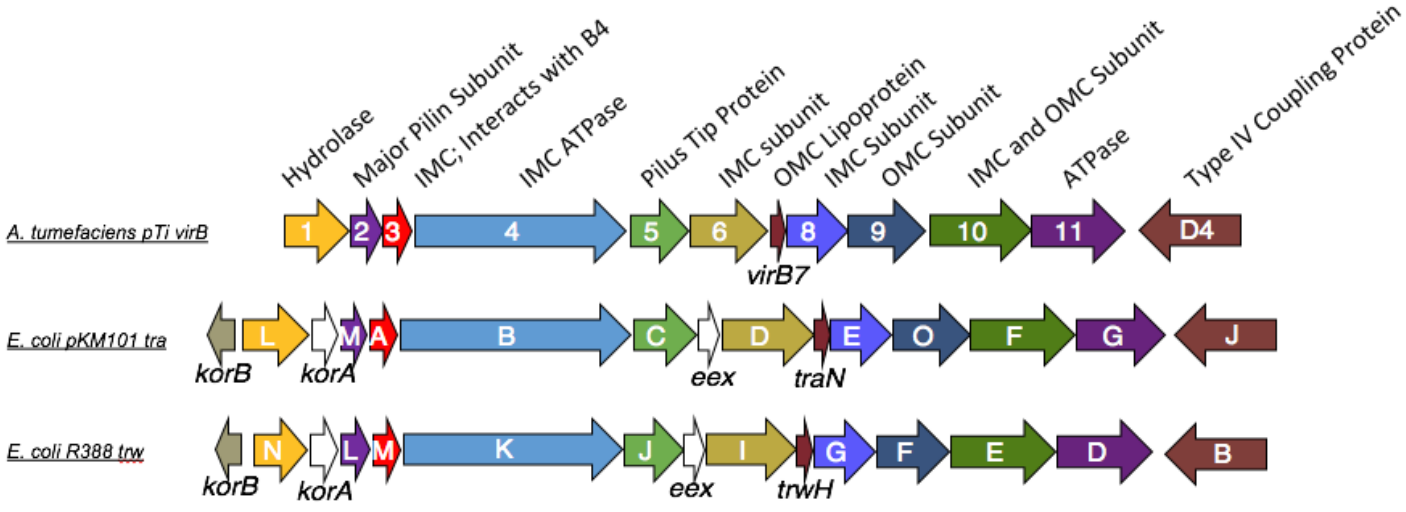 Hydrolase
Major Pilin Subunit
IMC; Interacts with B4
IMC ATPase
Pilus Tip Protein
IMC subunit
OMC Lipoprotein
IMC Subunit
OMC Subunit
IMC and OMC Subunit
ATPase
Type IV Coupling Protein
A. tumefaciens pTi virB
1 2 3 4 5 6 8 9 10 11 D4
virB7
E. coli pKM101 tra
L M A B C D E O F G J
korB korA eex traN
E. coli R388 trw
N L M K J I G F E D B
korB korA eex trwH